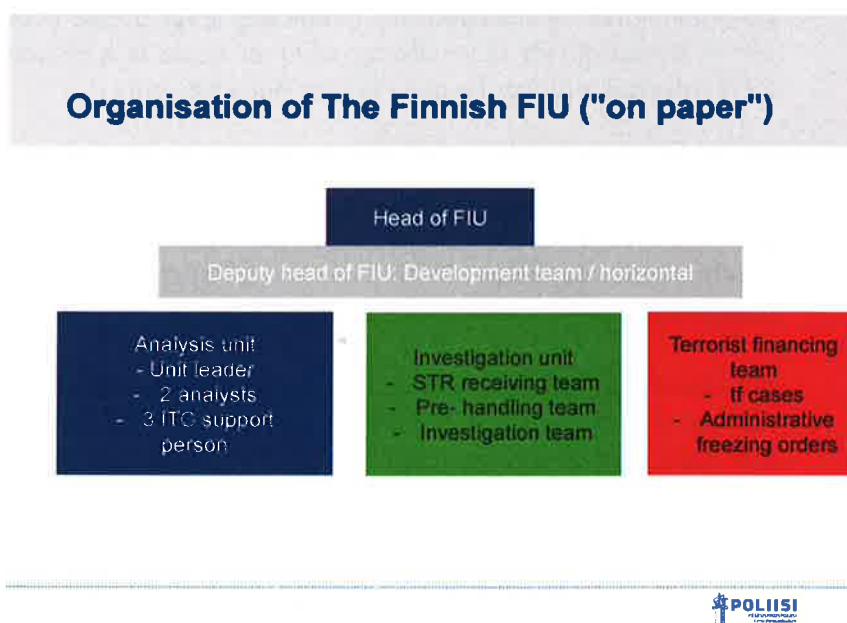 Organisation of The Finnish FIU ("on paper")
Head of FIU
Deputy head of FIU: Development team / horizontal
Analysis unit
- Unit leader
- 2 analysts
- 3 ITC support
person
Investigation unit
- STR receiving team
- Pre- handling team
- Investigation team
Terrorist financing
team
- tf cases
- Administrative
freezing orders
POLIISI